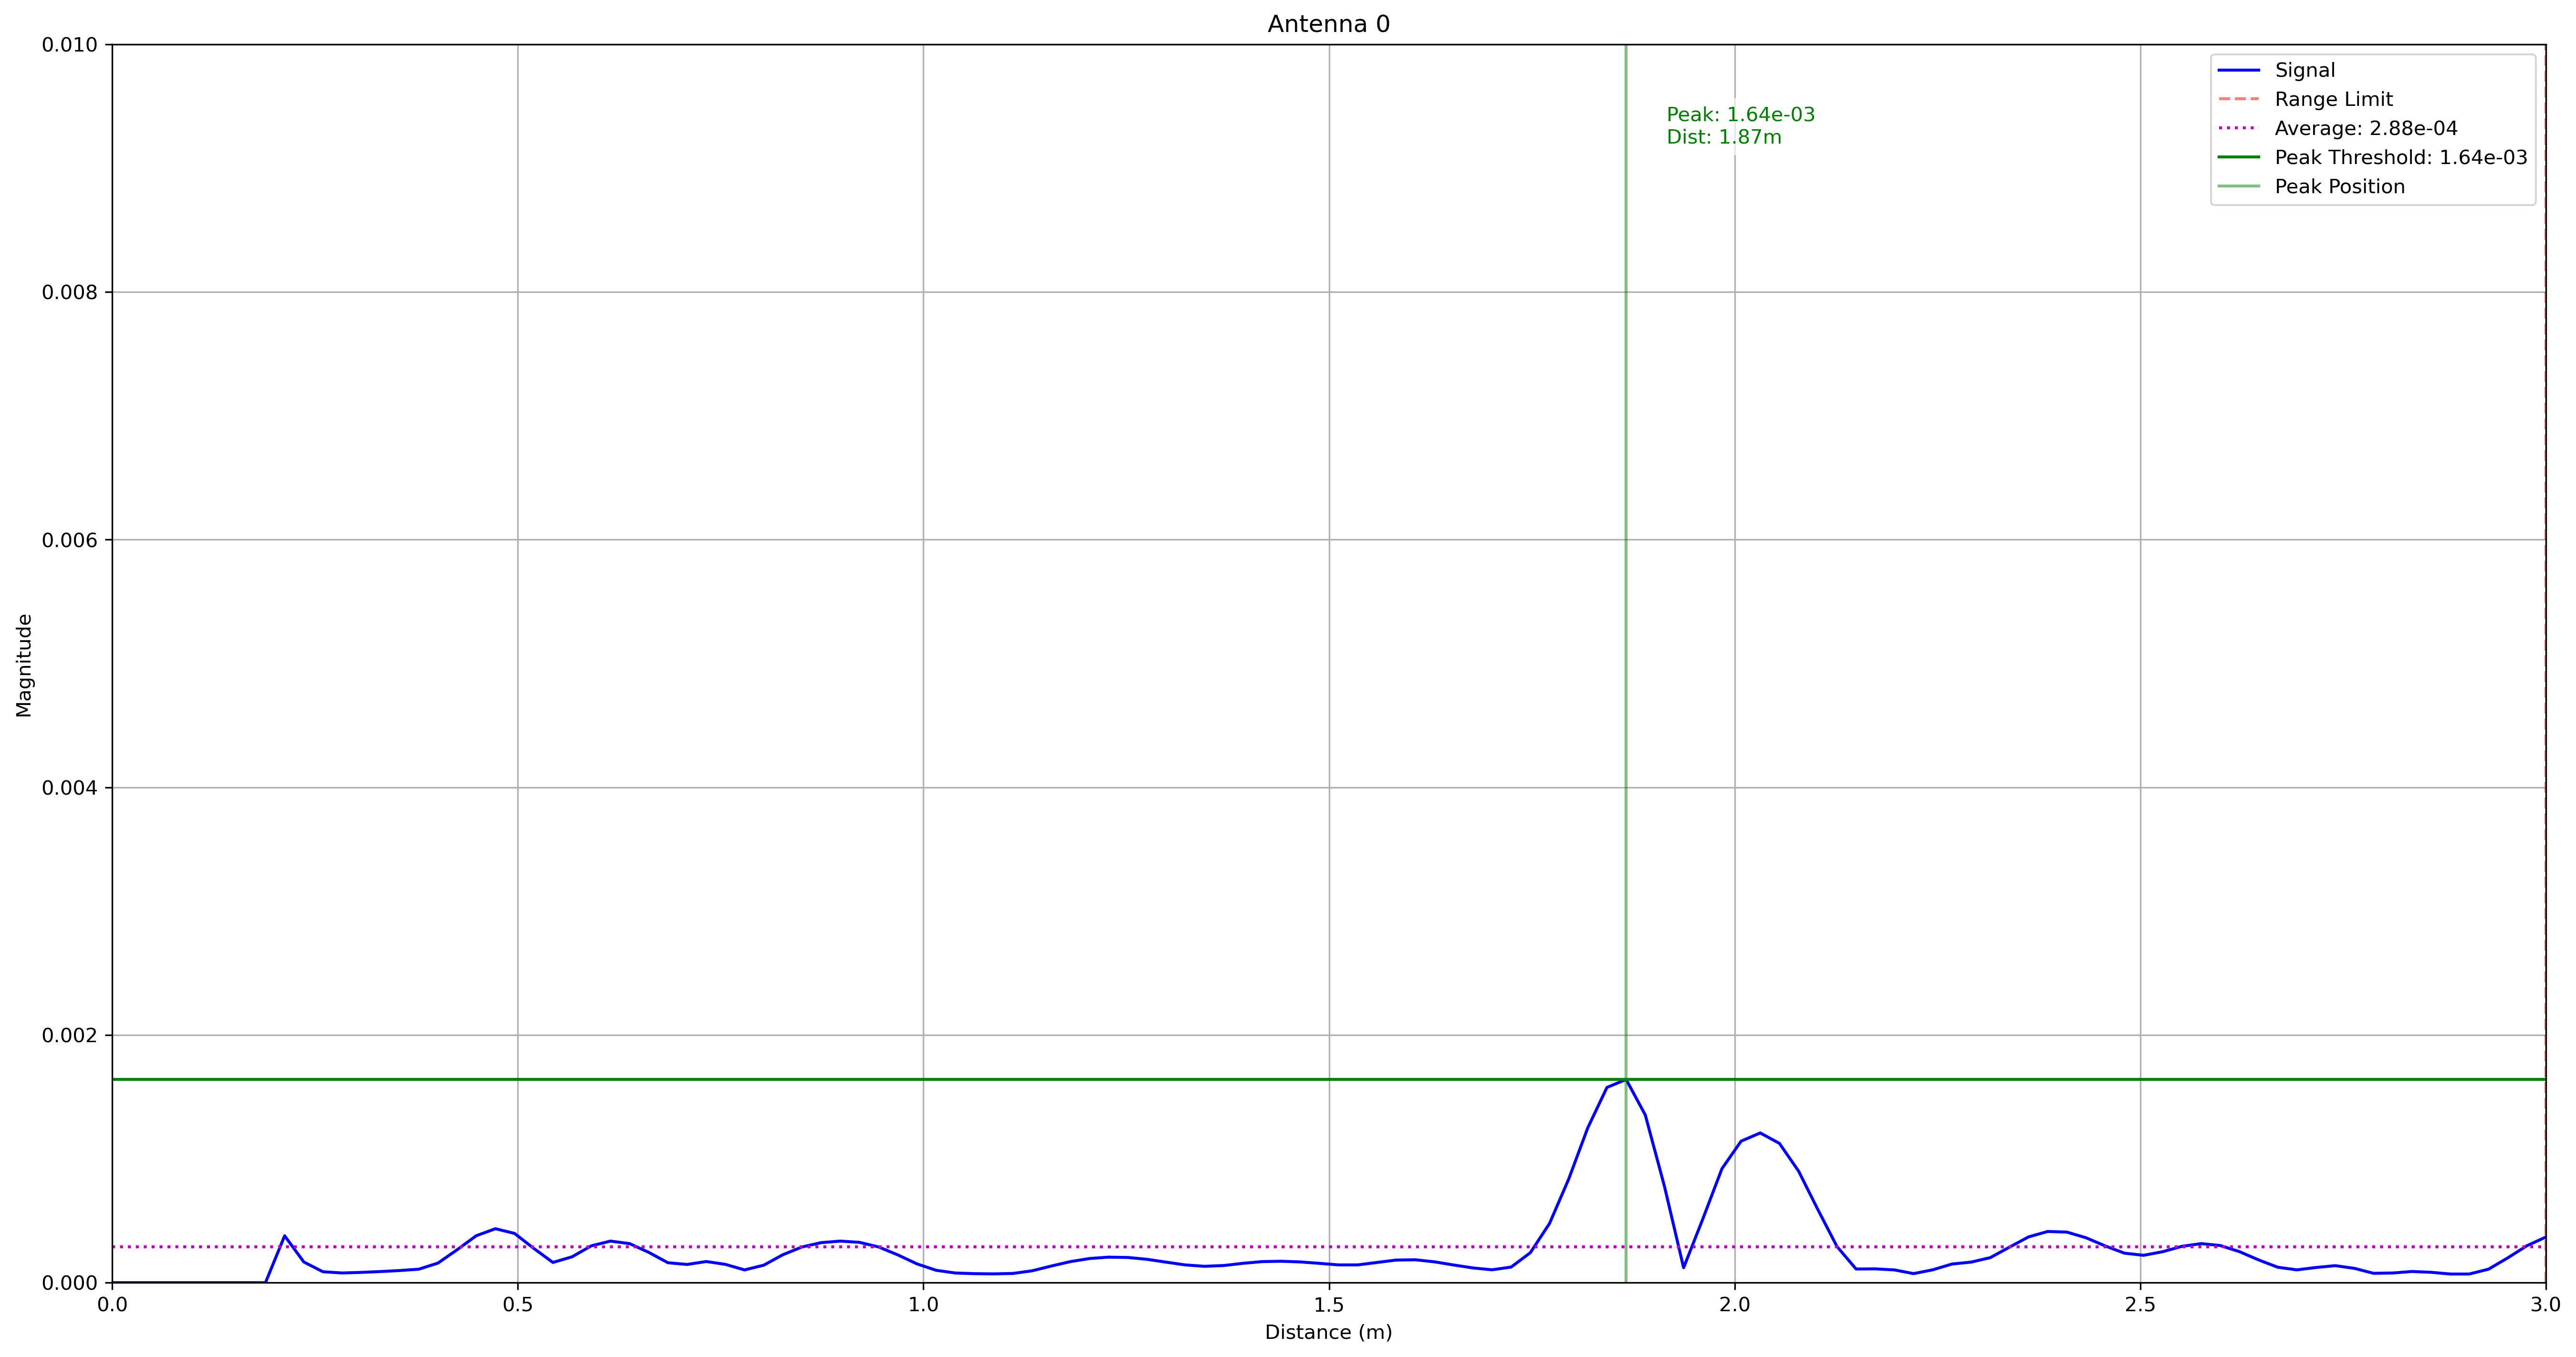 Antenna 0
0.010
0.008
0.006
0.004
0.002
0.000
Magnitude
Peak: 1.64e-03
Dist: 1.87m
Signal
Range Limit
Average: 2.88e-04
Peak Threshold: 1.64e-03
Peak Position
0.0 0.5 1.0 1.5 2.0 2.5 3.0
Distance (m)